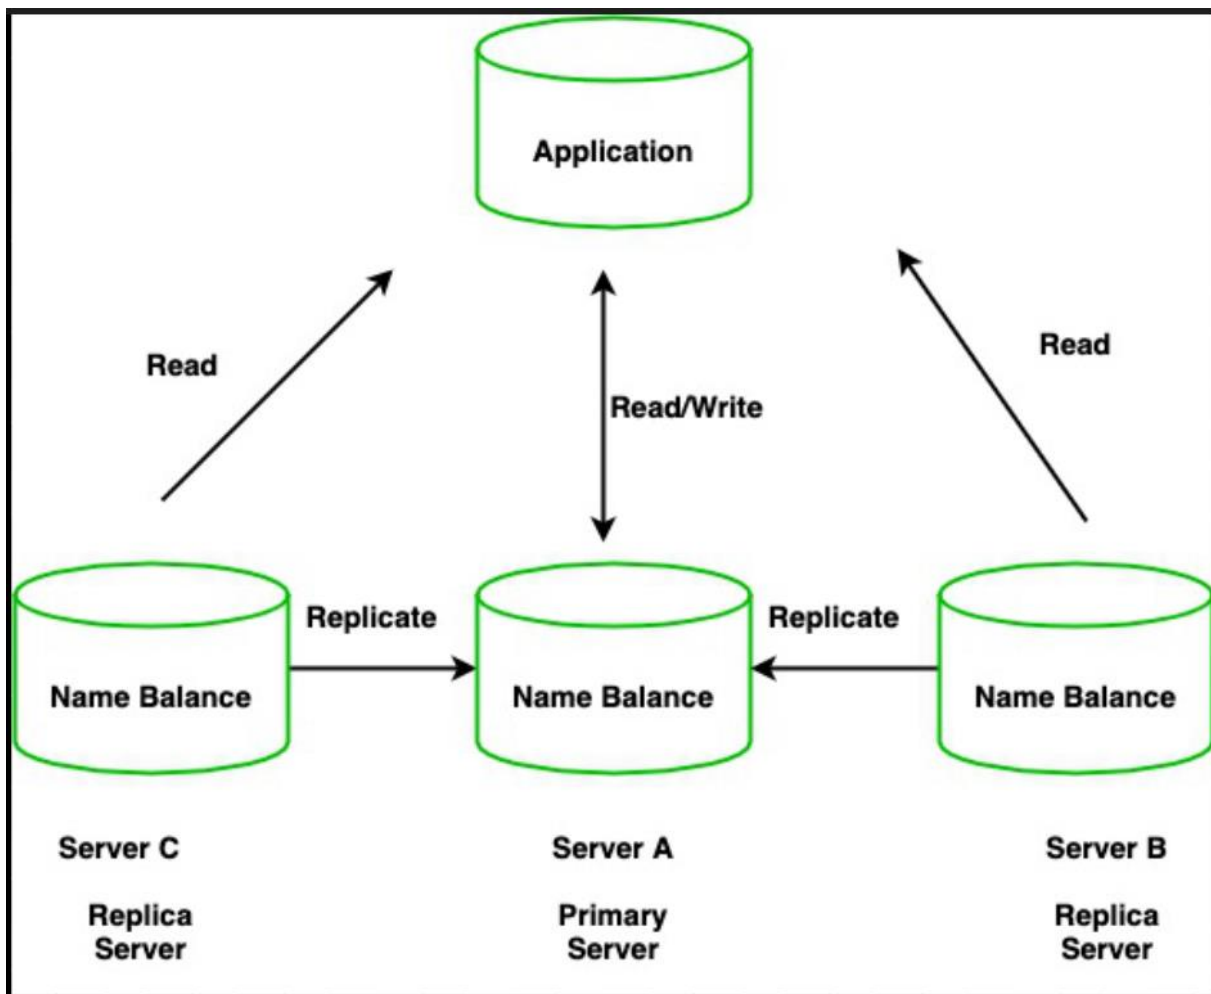 Application
Read
Read
Read/Write
Replicate
Replicate
Name Balance
Name Balance
Name Balance
Server C
Server A
Server B
Replica
Server
Primary
Server
Replica
Server